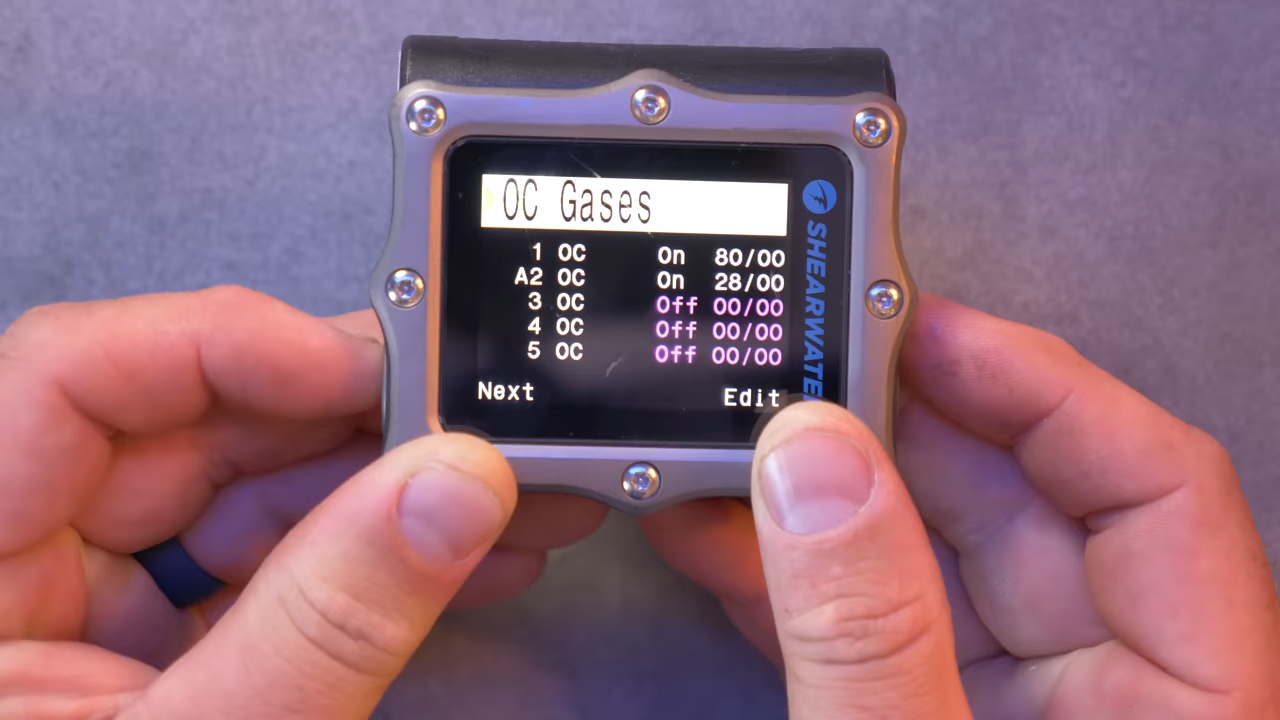 OC Gases
1 OC On 80/00
A2 OC On 28/00
3 OC Off 00/00
4 OC Off 00/00
5 OC Off 00/00
Next Edit
SHEARWATER